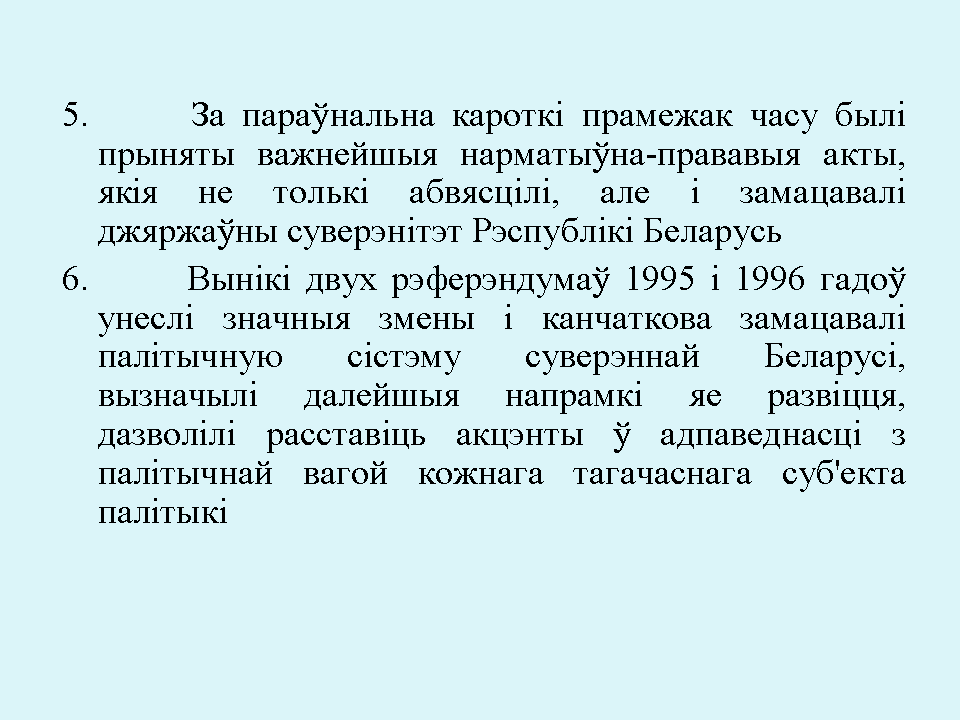 5. За параўнальна кароткі прамежак часу былі
прыняты важнейшыя нарматыўна-прававыя акты,
якія не толькі абвясцілі, але і замацавалі
джяржаўны суверэнітэт Рэспублікі Беларусь
6. Вынікі двух рэферэндумаў 1995 і 1996 гадоў
унеслі значныя змены і канчаткова замацавалі
палітычную сістэму суверэннай Беларусі,
вызначылі далейшыя напрамкі яе развіцця,
дазволілі расставіць акцэнты ў адпаведнасці з
палітычнай вагой кожнага тагачаснага суб'екта
палітыкі